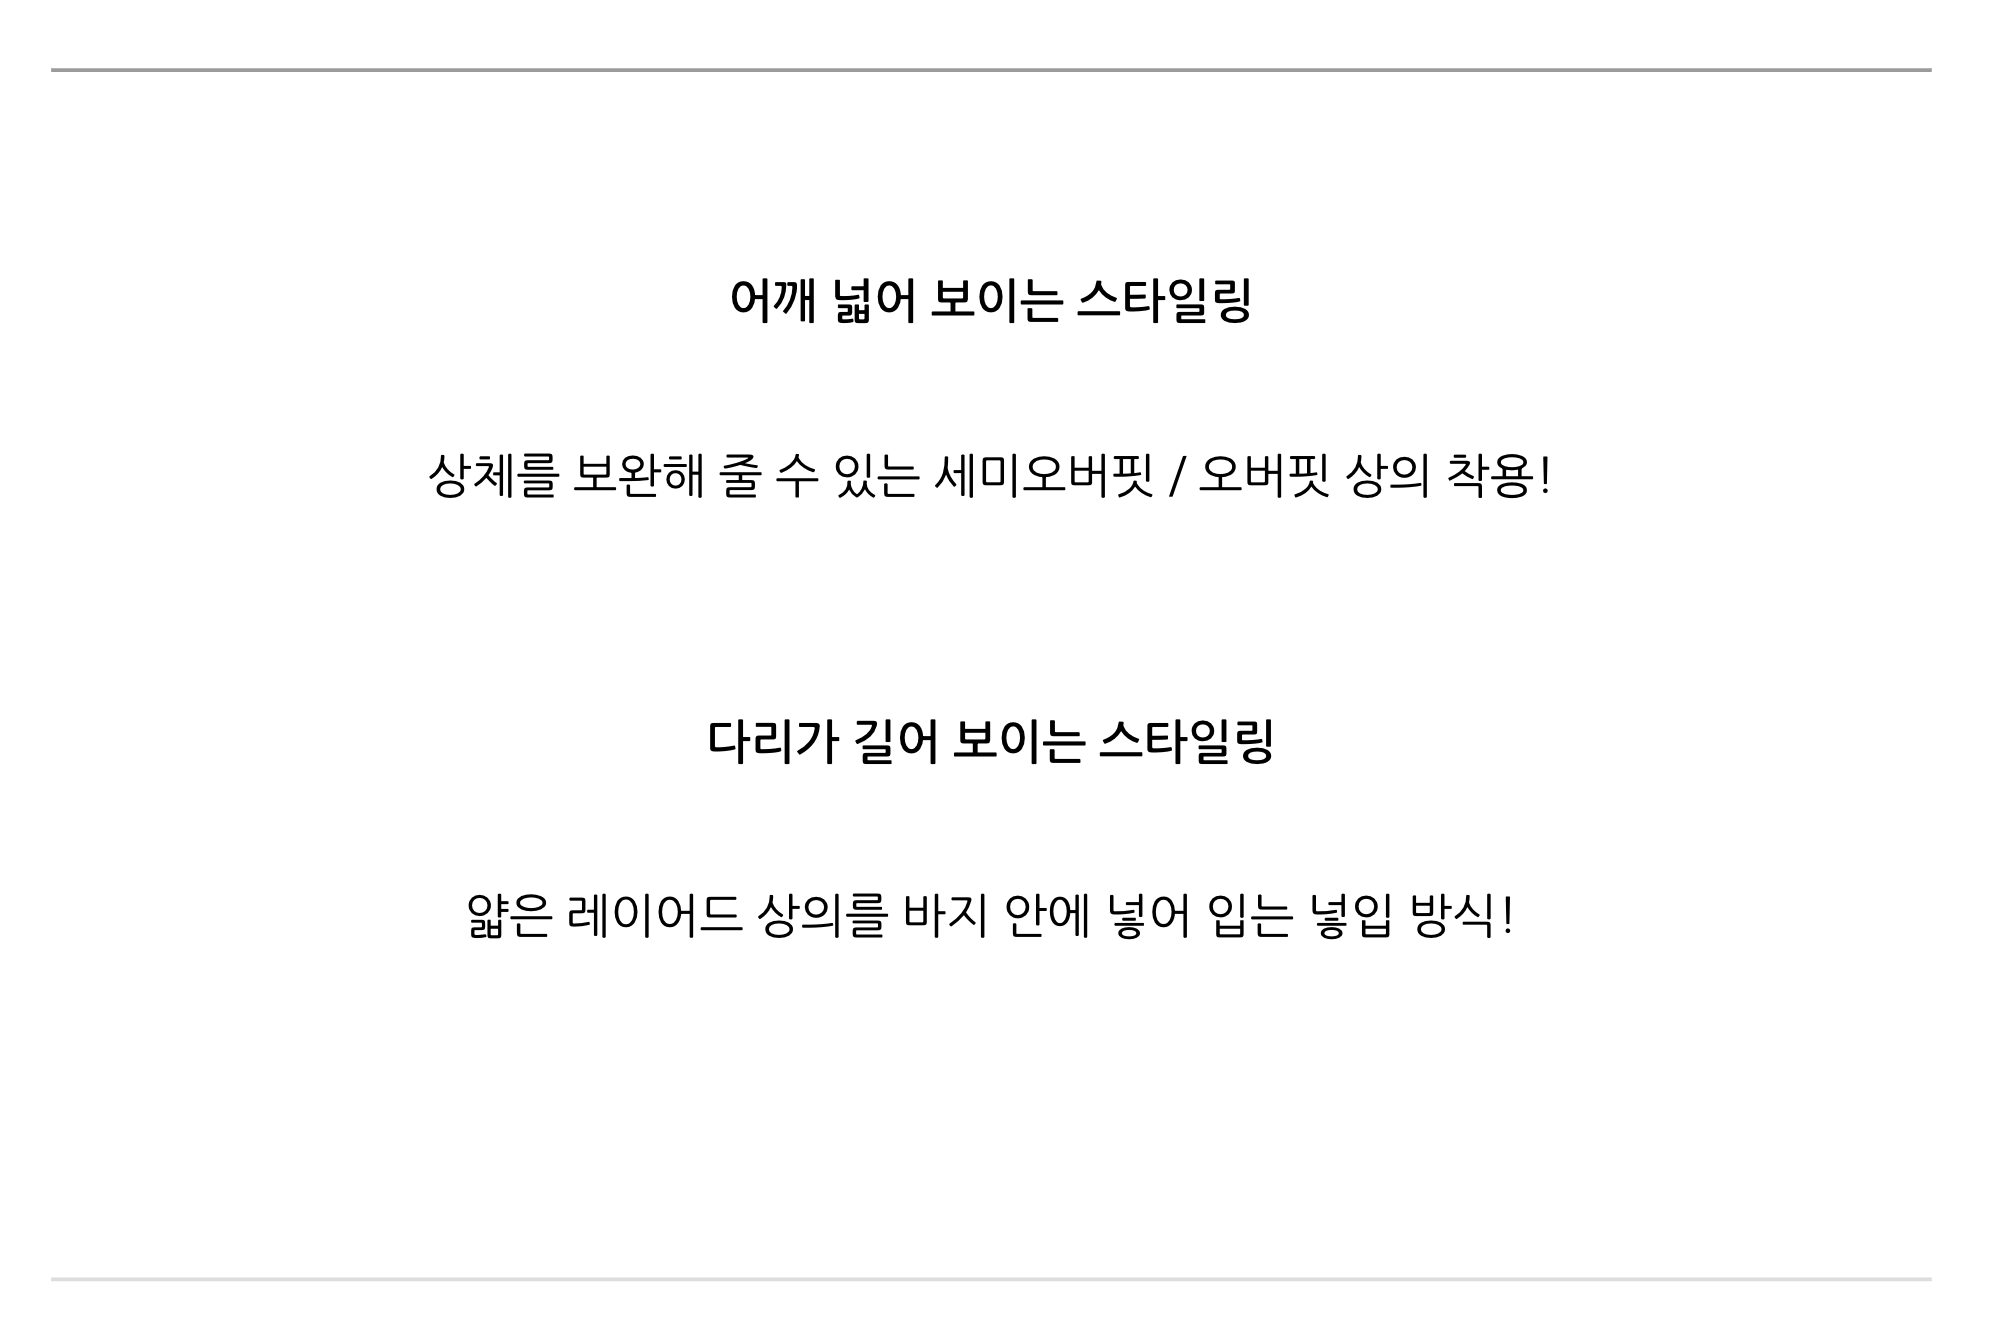 어깨 넓어 보이는 스타일링
상체를 보완해 줄 수 있는 세미오버핏 / 오버핏 상의 착용!
다리가 길어 보이는 스타일링
얇은 레이어드 상의를 바지 안에 넣어 입는 넣입 방식!